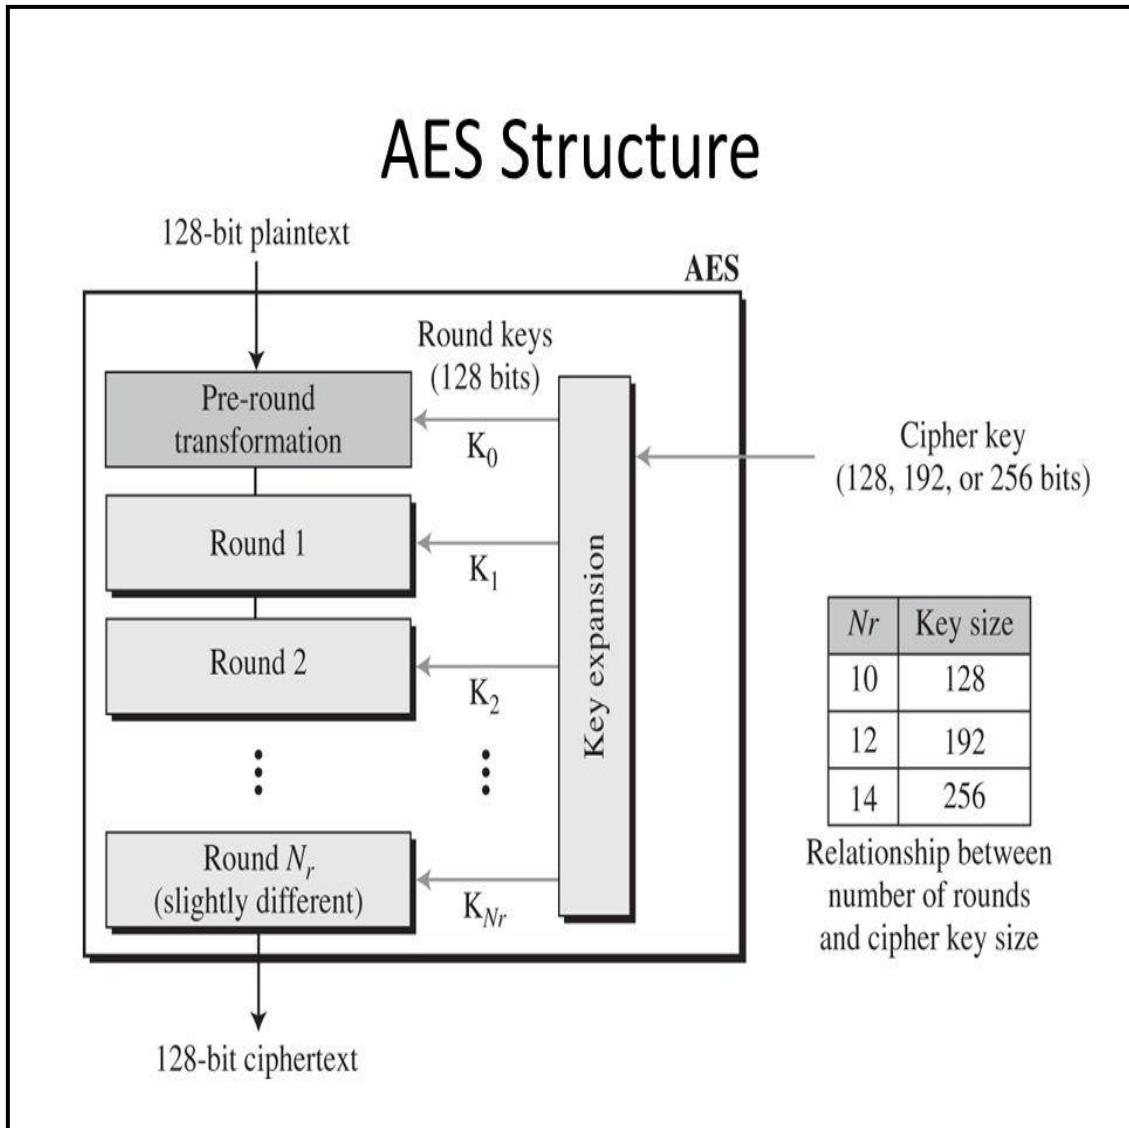 AES Structure
128-bit plaintext
AES
Round keys
(128 bits)
Pre-round
transformation
K0
Cipher key
(128, 192, or 256 bits)
Round 1
K1
Round 2
K2
Key expansion
Round Nr
(slightly different)
KNr
128-bit ciphertext
Nr Key size
10 128
12 192
14 256
Relationship between
number of rounds
and cipher key size